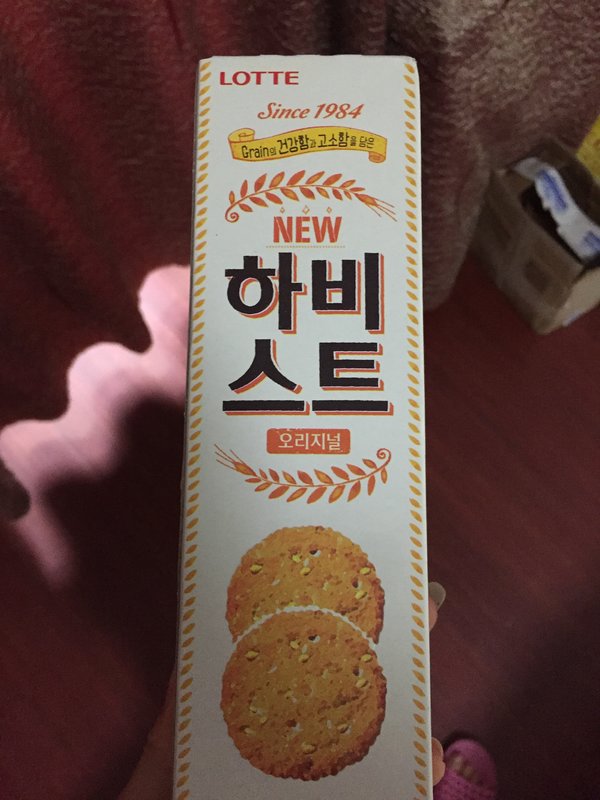 LOTTE
Since 1984
Grain의 건강함과 고소함을 담은
NEW
하비
스트
오리지널